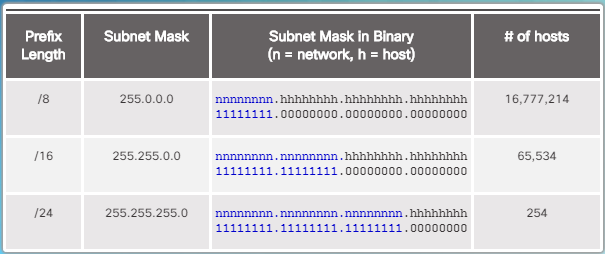 Prefix Length Subnet Mask Subnet Mask in Binary (n = network, h = host) # of hosts
/8 255.0.0.0 nnnnnnnn.hhhhhhhh.hhhhhhhh.hhhhhhhh 16,777,214
11111111.00000000.00000000.00000000
/16 255.255.0.0 nnnnnnnn.nnnnnnnn.hhhhhhhh.hhhhhhhh 65,534
11111111.11111111.00000000.00000000
/24 255.255.255.0 nnnnnnnn.nnnnnnnn.nnnnnnnn.hhhhhhhh 254
11111111.11111111.11111111.00000000